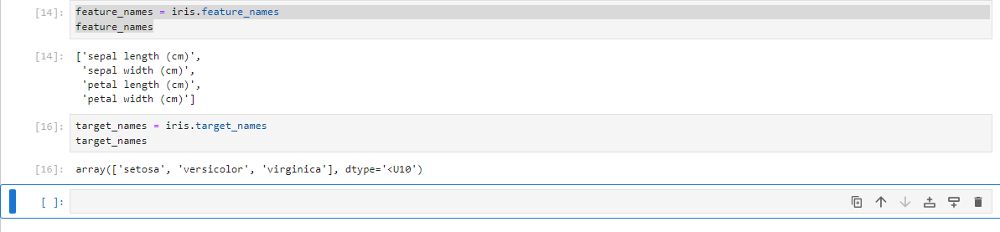 [14]: feature_names = iris.feature_names
feature_names
[14]: ['sepal length (cm)',
'sepal width (cm)',
'petal length (cm)',
'petal width (cm)']
[16]: target_names = iris.target_names
target_names
[16]: array(['setosa', 'versicolor', 'virginica'], dtype='<U10')
[ ]: